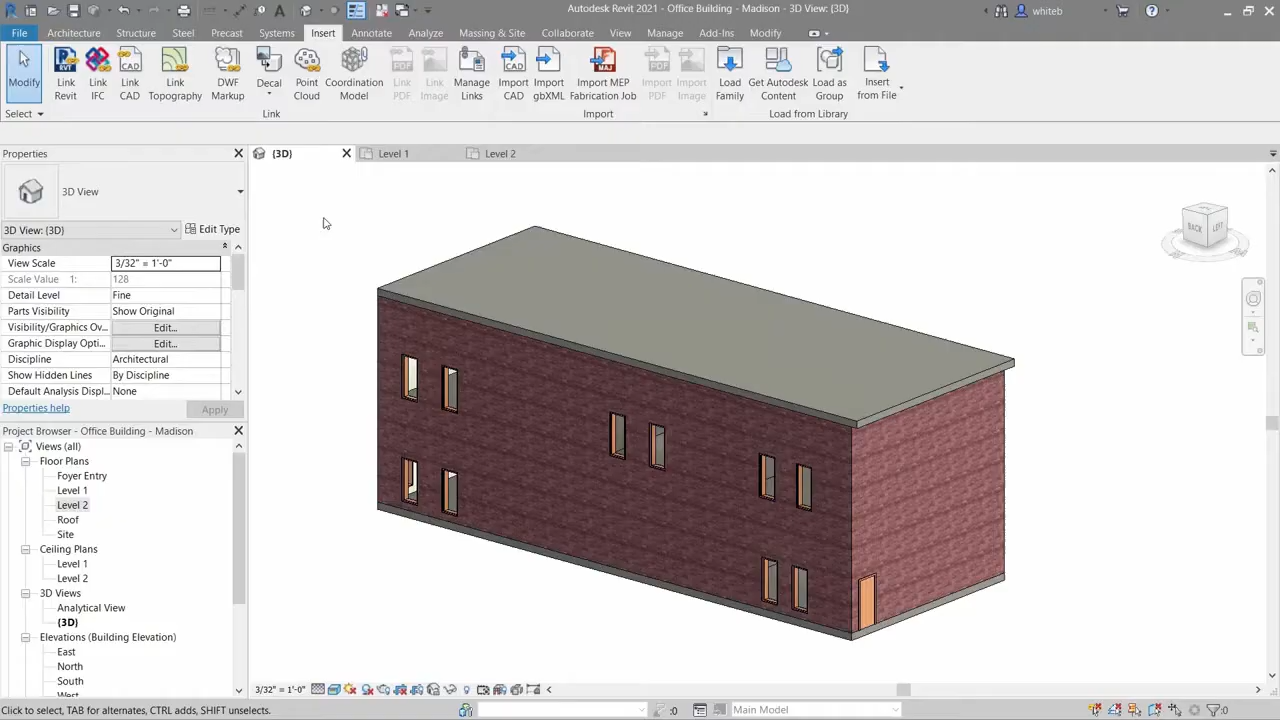 Autodesk Revit 2021 - Office Building - Madison - 3D View: {3D}
whiteb
File Architecture Structure Steel Precast Systems Insert Annotate Analyze Massing & Site Collaborate View Manage Add-Ins Modify
Modify
Link Revit
Link IFC
Link CAD
Link Topography
DWF Markup
Decal
Point Cloud
Coordination Model
Link PDF
Link Image
Manage Links
Import CAD
Import gbXML
Import MEP Fabrication Job
Import PDF
Import Image
Load Family
Get Autodesk Content
Load as Group
Insert from File
Select
Link
Import
Load from Library
Properties
{3D}
Level 1
Level 2
3D View
3D View: {3D}
Edit Type
Graphics
View Scale 3/32" = 1'-0"
Scale Value 1: 128
Detail Level Fine
Parts Visibility Show Original
Visibility/Graphics Ov... Edit...
Graphic Display Opti... Edit...
Discipline Architectural
Show Hidden Lines By Discipline
Default Analysis Displ... None
Properties help
Apply
Project Browser - Office Building - Madison
Views (all)
Floor Plans
Foyer Entry
Level 1
Level 2
Roof
Site
Ceiling Plans
Level 1
Level 2
3D Views
Analytical View
{3D}
Elevations (Building Elevation)
East
North
South
West
BACK
LEFT
3/32" = 1'-0"
Click to select, TAB for alternates, CTRL adds, SHIFT unselects.
:0
Main Model
:0